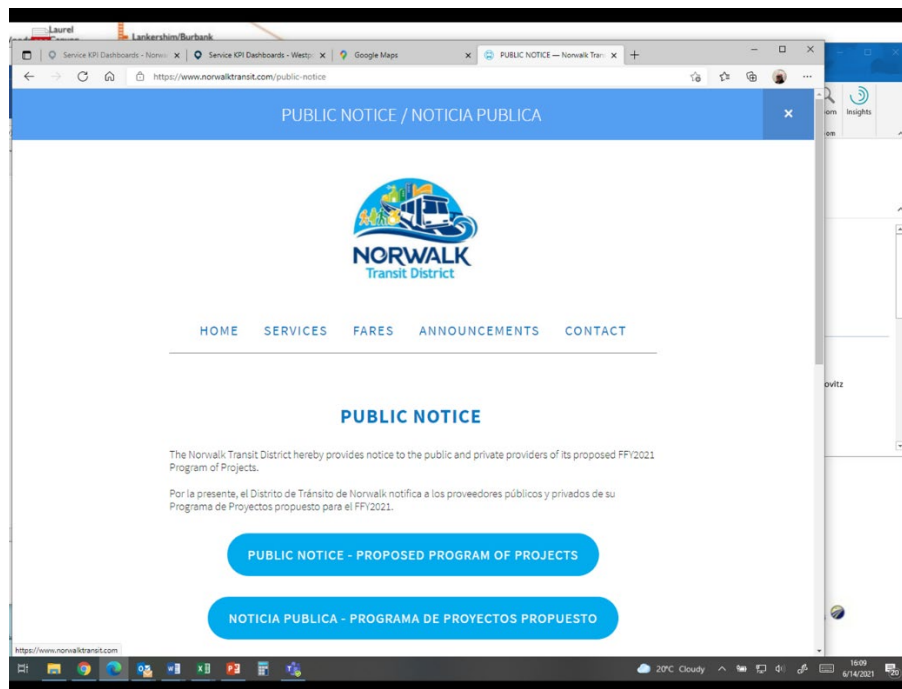 Laurel
Canyon
Lankershim/Burbank
Service KPI Dashboards - Norwa
Service KPI Dashboards - Westp
Google Maps
PUBLIC NOTICE — Norwalk Tran
https://www.norwalktransit.com/public-notice
Insights
PUBLIC NOTICE / NOTICIA PUBLICA
NORWALK
Transit District
HOME SERVICES FARES ANNOUNCEMENTS CONTACT
ovitz
PUBLIC NOTICE
The Norwalk Transit District hereby provides notice to the public and private providers of its proposed FFY2021
Program of Projects.
Por la presente, el Distrito de Tránsito de Norwalk notifica a los proveedores públicos y privados de su
Programa de Proyectos propuesto para el FFY2021.
PUBLIC NOTICE - PROPOSED PROGRAM OF PROJECTS
NOTICIA PUBLICA - PROGRAMA DE PROYECTOS PROPUESTO
https://www.norwalktransit.com
20°C Cloudy
16:09
6/14/2021
20